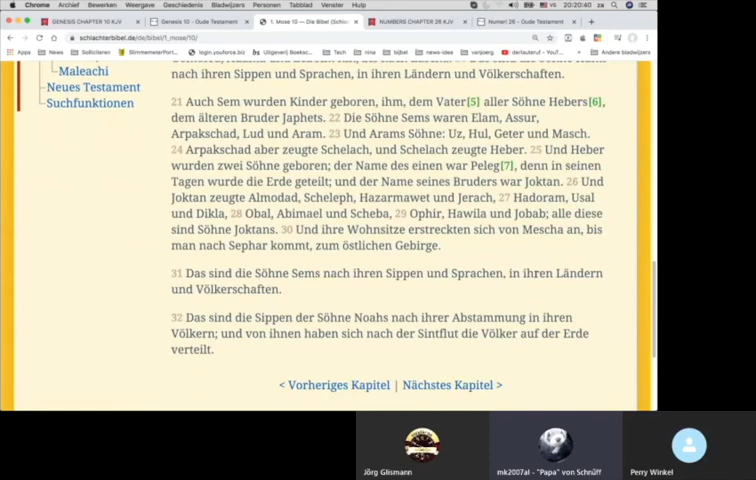 Chrome Archief Bewerken Weergave Geschiedenis Bladwijzers Personen Tabblad Venster Hulp za 20:20:40
GENESIS CHAPTER 10 KJV Genesis 10 - Oude Testament 1. Mose 10 — Die Bibel (Schlac NUMBERS CHAPTER 26 KJV Numeri 26 - Oude Testament
schlachterbibel.de/de/bibel/1_mose/10/
Apps News Solliciteren SlimmemeterPortal login.youforce.biz Uitgeverij Boeksc... Tech nina bijbel news-idee vanjoerg derlautenruf - YouT... Andere bladwijzers
Maleachi
Neues Testament
Suchfunktionen
nach ihren Sippen und Sprachen, in ihren Ländern und Völkerschaften.
21 Auch Sem wurden Kinder geboren, ihm, dem Vater[5] aller Söhne Hebers[6],
dem älteren Bruder Japhets. 22 Die Söhne Sems waren Elam, Assur,
Arpakschad, Lud und Aram. 23 Und Arams Söhne: Uz, Hul, Geter und Masch.
24 Arpakschad aber zeugte Schelach, und Schelach zeugte Heber. 25 Und Heber
wurden zwei Söhne geboren; der Name des einen war Peleg[7], denn in seinen
Tagen wurde die Erde geteilt; und der Name seines Bruders war Joktan. 26 Und
Joktan zeugte Almodad, Scheleph, Hazarmawet und Jerach, 27 Hadoram, Usal
und Dikla, 28 Obal, Abimael und Scheba, 29 Ophir, Hawila und Jobab; alle diese
sind Söhne Joktans. 30 Und ihre Wohnsitze erstreckten sich von Mescha an, bis
man nach Sephar kommt, zum östlichen Gebirge.
31 Das sind die Söhne Sems nach ihren Sippen und Sprachen, in ihren Ländern
und Völkerschaften.
32 Das sind die Sippen der Söhne Noahs nach ihrer Abstammung in ihren
Völkern; und von ihnen haben sich nach der Sintflut die Völker auf der Erde
verteilt.
< Vorheriges Kapitel | Nächstes Kapitel >
Jörg Glismann mk2007al - "Papa" von Schnüff Perry Winkel